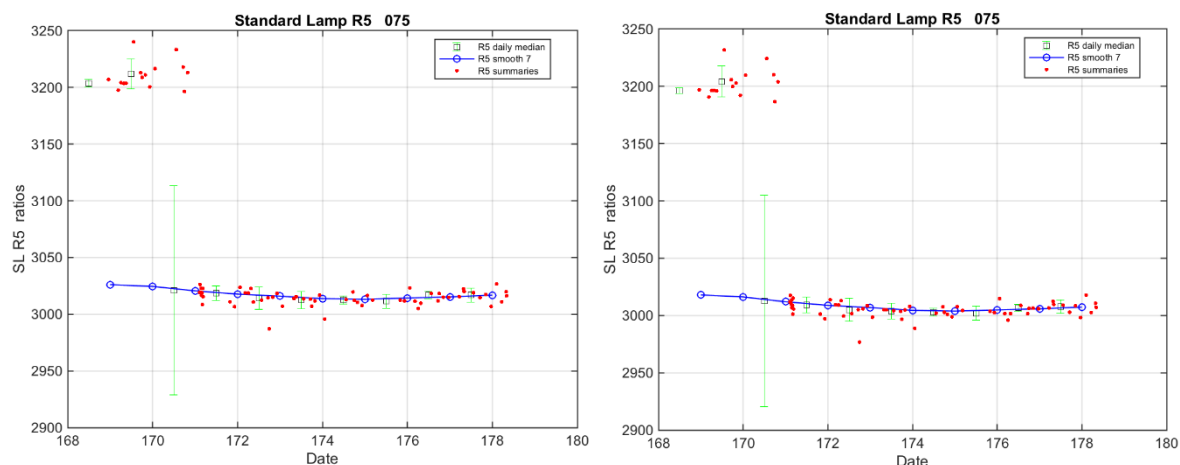 Standard Lamp R5 075
3250
3200
3150
3100
3050
3000
2950
2900
SL R5 ratios
R5 daily median
R5 smooth 7
R5 summaries
168 170 172 174 176 178 180
Date
Standard Lamp R5 075
3250
3200
3150
3100
3050
3000
2950
2900
SL R5 ratios
R5 daily median
R5 smooth 7
R5 summaries
168 170 172 174 176 178 180
Date